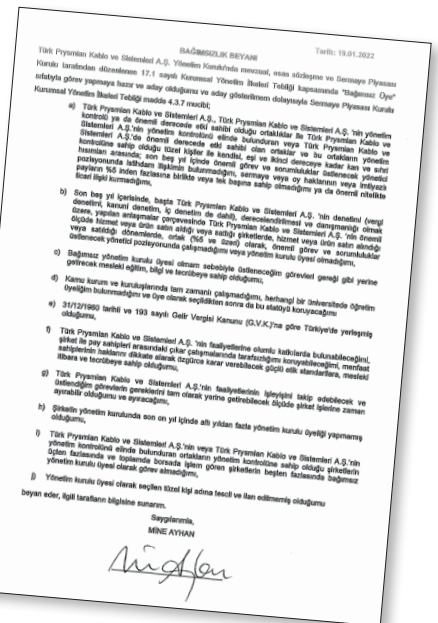 BAĞIMSIZLIK BEYANI
Tarih: 19.01.2022
Türk Prysmian Kablo ve Sistemleri A.Ş. Yönetim Kurulu'nda mevzuat, esas sözleşme ve Sermaye Piyasası
Kurulu tarafından düzenlenen 17.1 sayılı Kurumsal Yönetim İlkeleri Tebliği kapsamında "Bağımsız Üye"
sıfatıyla görev yapmaya hazır ve aday olduğumu ve aday gösterilmem dolayısıyla Sermaye Piyasası Kurulu
Kurumsal Yönetim İlkeleri Tebliği madde 4.3.7 mucibi;
a) Türk Prysmian Kablo ve Sistemleri A.Ş., Türk Prysmian Kablo ve Sistemleri A.Ş. 'nin yönetim
kontrolü ya da önemli derecede etki sahibi olduğu ortaklıklar ile Türk Prysmian Kablo ve
Sistemleri A.Ş.'nin yönetim kontrolünü elinde bulunduran veya Türk Prysmian Kablo ve
Sistemleri A.Ş.'de önemli derecede etki sahibi olan ortaklar ve bu ortakların yönetim
kontrolüne sahip olduğu tüzel kişiler ile kendisi, eşi ve ikinci dereceye kadar kan ve sıhri
hısımları arasında; son beş yıl içinde önemli görev ve sorumluluklar üstlenecek yönetici
pozisyonunda istihdam ilişkisinin bulunmadığını, sermaye veya oy haklarının veya imtiyazlı
payların %5 inden fazlasına birlikte veya tek başına sahip olmadığımı ya da önemli nitelikte
ticari ilişki kurmadığımı,
b) Son beş yıl içerisinde, başta Türk Prysmian Kablo ve Sistemleri A.Ş. 'nin denetimi (vergi
denetimi, kanuni denetim, iç denetim de dahil), derecelendirilmesi ve danışmanlığı olmak
üzere, yapılan anlaşmalar çerçevesinde Türk Prysmian Kablo ve Sistemleri A.Ş. 'nin önemli
ölçüde hizmet veya ürün satın aldığı veya sattığı şirketlerde, hizmet veya ürün satın alındığı
veya satıldığı dönemlerde, ortak (%5 ve üzeri) olarak, önemli görev ve sorumluluklar
üstlenecek yönetici pozisyonunda çalışmadığımı veya yönetim kurulu üyesi olmadığımı,
c) Bağımsız yönetim kurulu üyesi olmam sebebiyle üstleneceğim görevleri gereği gibi yerine
getirecek mesleki eğitim, bilgi ve tecrübeye sahip olduğumu,
d) Kamu kurum ve kuruluşlarında tam zamanlı çalışmadığımı, herhangi bir üniversitede öğretim
üyeliğim bulunmadığını ve üye olarak seçildikten sonra da bu statüyü koruyacağımı
e) 31/12/1960 tarihli ve 193 sayılı Gelir Vergisi Kanunu (G.V.K.)'na göre Türkiye'de yerleşmiş
olduğumu,
f) Türk Prysmian Kablo ve Sistemleri A.Ş. 'nin faaliyetlerine olumlu katkılarda bulunabileceğimi,
şirket ile pay sahipleri arasındaki çıkar çatışmalarında tarafsızlığımı koruyabileceğimi, menfaat
sahiplerinin haklarını dikkate alarak özgürce karar verebilecek güçlü etik standartlara, mesleki
itibara ve tecrübeye sahip olduğumu,
g) Türk Prysmian Kablo ve Sistemleri A.Ş.'nin faaliyetlerinin işleyişini takip edebilecek ve
üstlendiğim görevlerin gereklerini tam olarak yerine getirebilecek ölçüde şirket işlerine zaman
ayırabilir olduğumu ve ayıracağımı,
h) Şirketin yönetim kurulunda son on yıl içinde altı yıldan fazla yönetim kurulu üyeliği yapmamış
olduğumu,
i) Türk Prysmian Kablo ve Sistemleri A.Ş.'nin veya Türk Prysmian Kablo ve Sistemleri A.Ş.'nin
yönetim kontrolünü elinde bulunduran ortakların yönetim kontrolüne sahip olduğu şirketlerin
üçten fazlasında ve toplamda borsada işlem gören şirketlerin beşten fazlasında bağımsız
yönetim kurulu üyesi olarak görev almadığımı,
j) Yönetim kurulu üyesi olarak seçilen tüzel kişi adına tescil ve ilan edilmemiş olduğumu
beyan eder, ilgili tarafların bilgisine sunarım.
Saygılarımla,
MİNE AYHAN